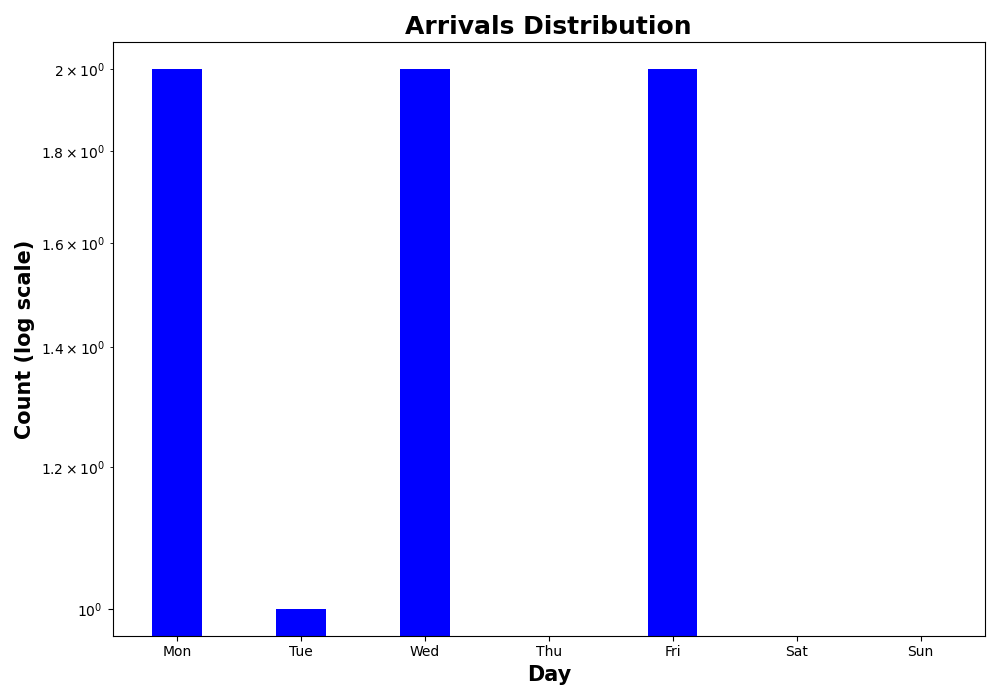 Arrivals Distribution
2 × 10⁰
1.8 × 10⁰
1.6 × 10⁰
1.4 × 10⁰
1.2 × 10⁰
10⁰
Count (log scale)
Mon Tue Wed Thu Fri Sat Sun
Day